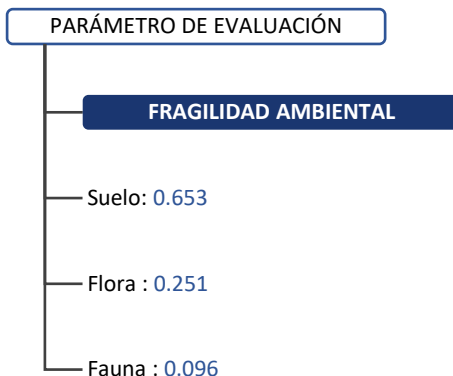 PARÁMETRO DE EVALUACIÓN
FRAGILIDAD AMBIENTAL
Suelo: 0.653
Flora : 0.251
Fauna : 0.096